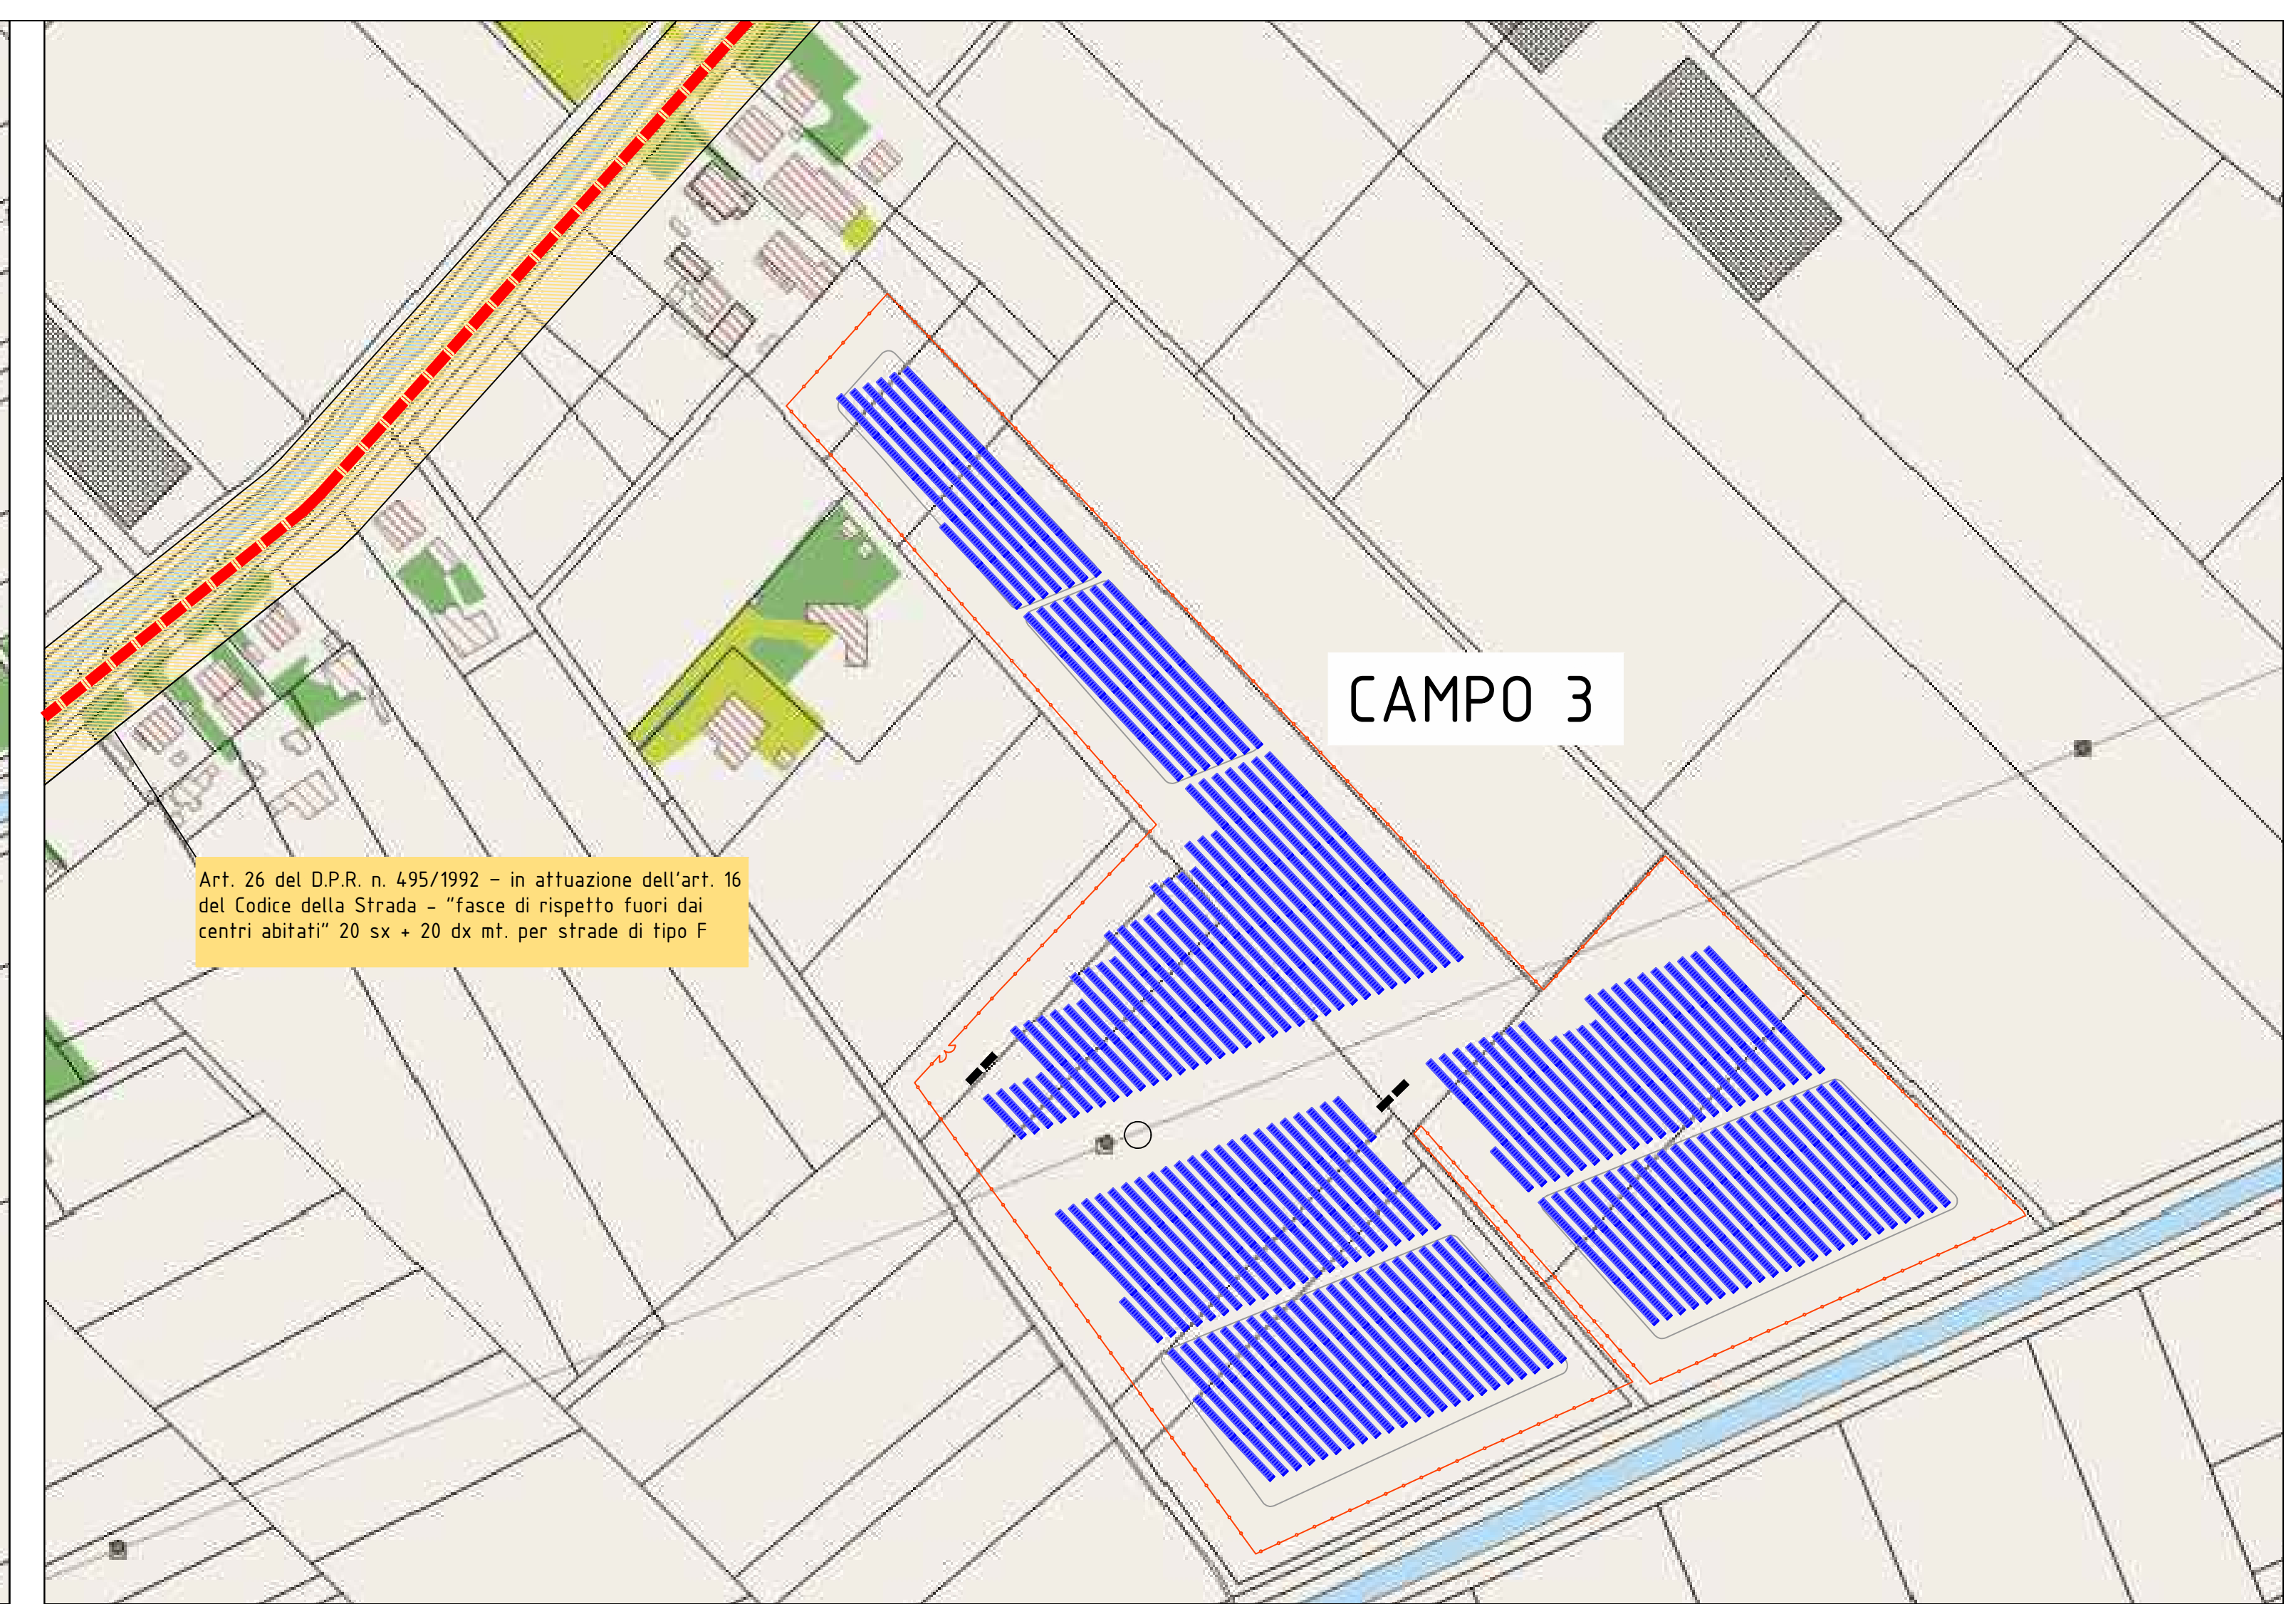 CAMPO 3
Art. 26 del D.P.R. n. 495/1992 – in attuazione dell'art. 16
del Codice della Strada – "fasce di rispetto fuori dai
centri abitati" 20 sx + 20 dx mt. per strade di tipo F